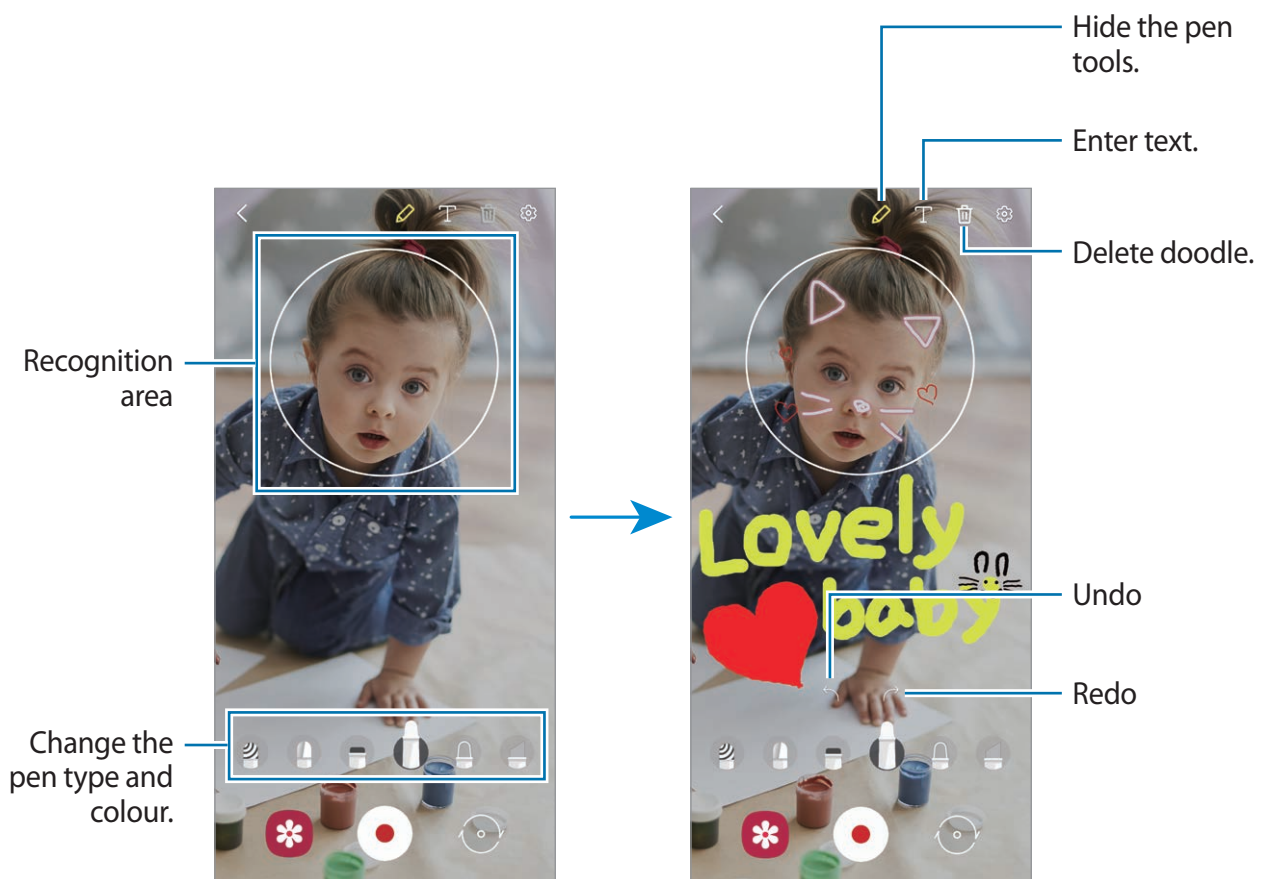 Hide the pen
tools.
Enter text.
Delete doodle.
Recognition
area
Lovely
baby
Undo
Redo
Change the
pen type and
colour.